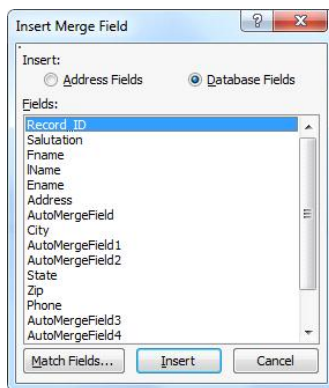 Insert Merge Field
Insert:
Address Fields Database Fields
Fields:
Record_ID
Salutation
Fname
lName
Ename
Address
AutoMergeField
City
AutoMergeField1
AutoMergeField2
State
Zip
Phone
AutoMergeField3
AutoMergeField4
Match Fields... Insert Cancel